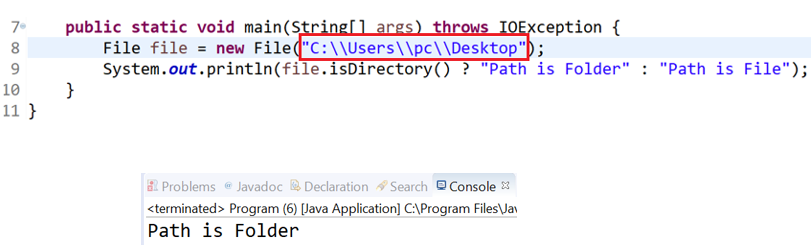 7 public static void main(String[] args) throws IOException {
8 File file = new File("C:\\Users\\pc\\Desktop");
9 System.out.println(file.isDirectory() ? "Path is Folder" : "Path is File");
10 }
11 }
Problems @ Javadoc Declaration Search Console
<terminated> Program (6) [Java Application] C:\Program Files\Jav
Path is Folder